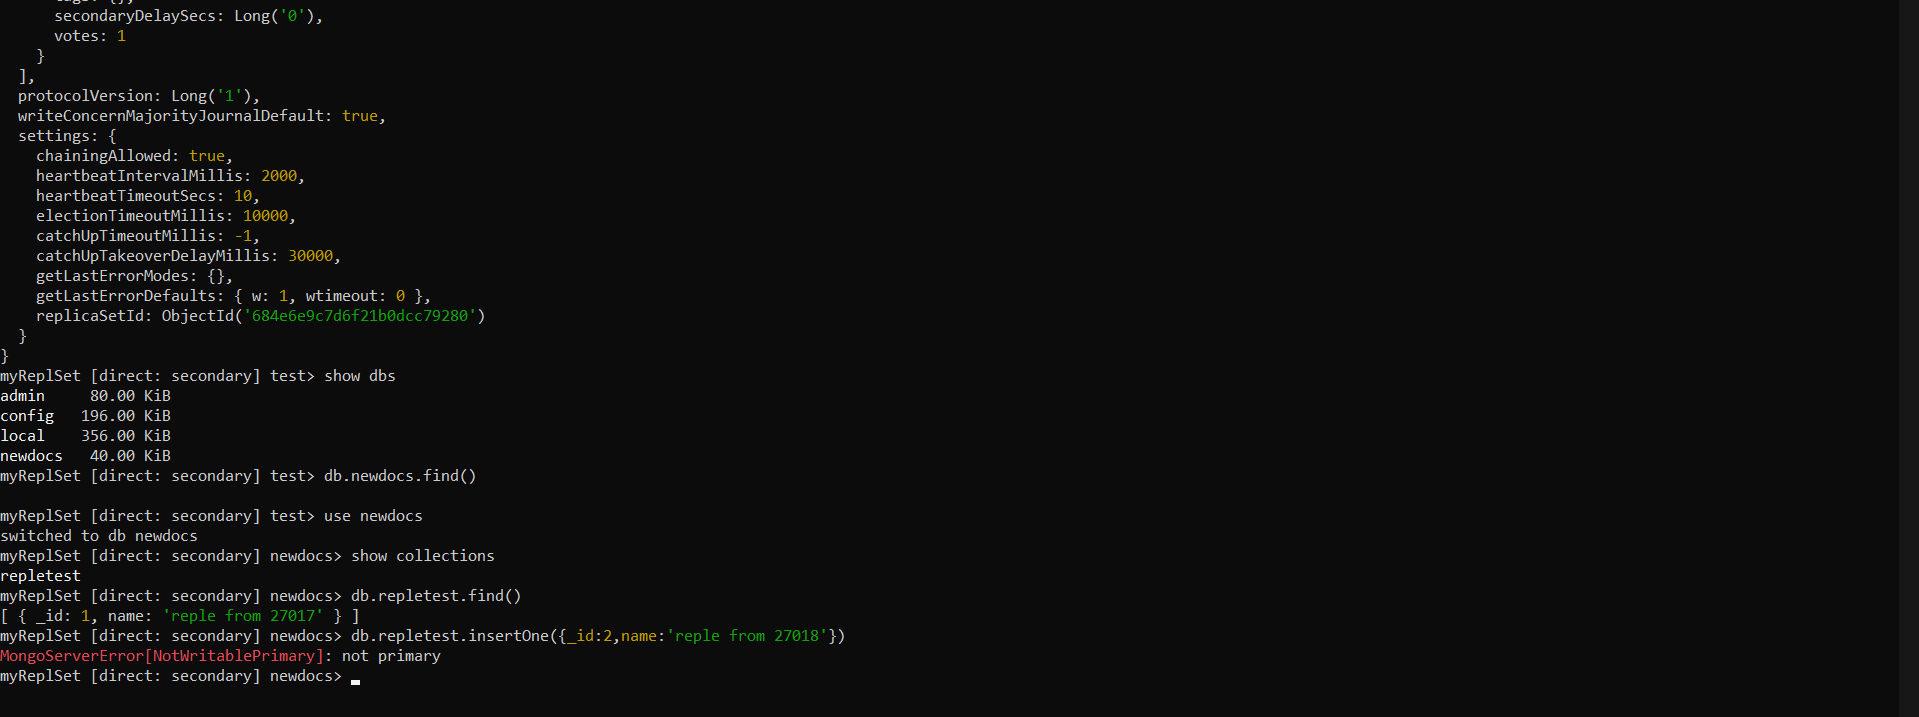 secondaryDelaySecs: Long('0'),
votes: 1
}
],
protocolVersion: Long('1'),
writeConcernMajorityJournalDefault: true,
settings: {
chainingAllowed: true,
heartbeatIntervalMillis: 2000,
heartbeatTimeoutSecs: 10,
electionTimeoutMillis: 10000,
catchUpTimeoutMillis: -1,
catchUpTakeoverDelayMillis: 30000,
getLastErrorModes: {},
getLastErrorDefaults: { w: 1, wtimeout: 0 },
replicaSetId: ObjectId('684e6e9c7d6f21b0dcc79280')
}
}
myReplSet [direct: secondary] test> show dbs
admin     80.00 KiB
config   196.00 KiB
local    356.00 KiB
newdocs   40.00 KiB
myReplSet [direct: secondary] test> db.newdocs.find()
myReplSet [direct: secondary] test> use newdocs
switched to db newdocs
myReplSet [direct: secondary] newdocs> show collections
repletest
myReplSet [direct: secondary] newdocs> db.repletest.find()
[ { _id: 1, name: 'reple from 27017' } ]
myReplSet [direct: secondary] newdocs> db.repletest.insertOne({_id:2,name:'reple from 27018'})
MongoServerError[NotWritablePrimary]: not primary
myReplSet [direct: secondary] newdocs>